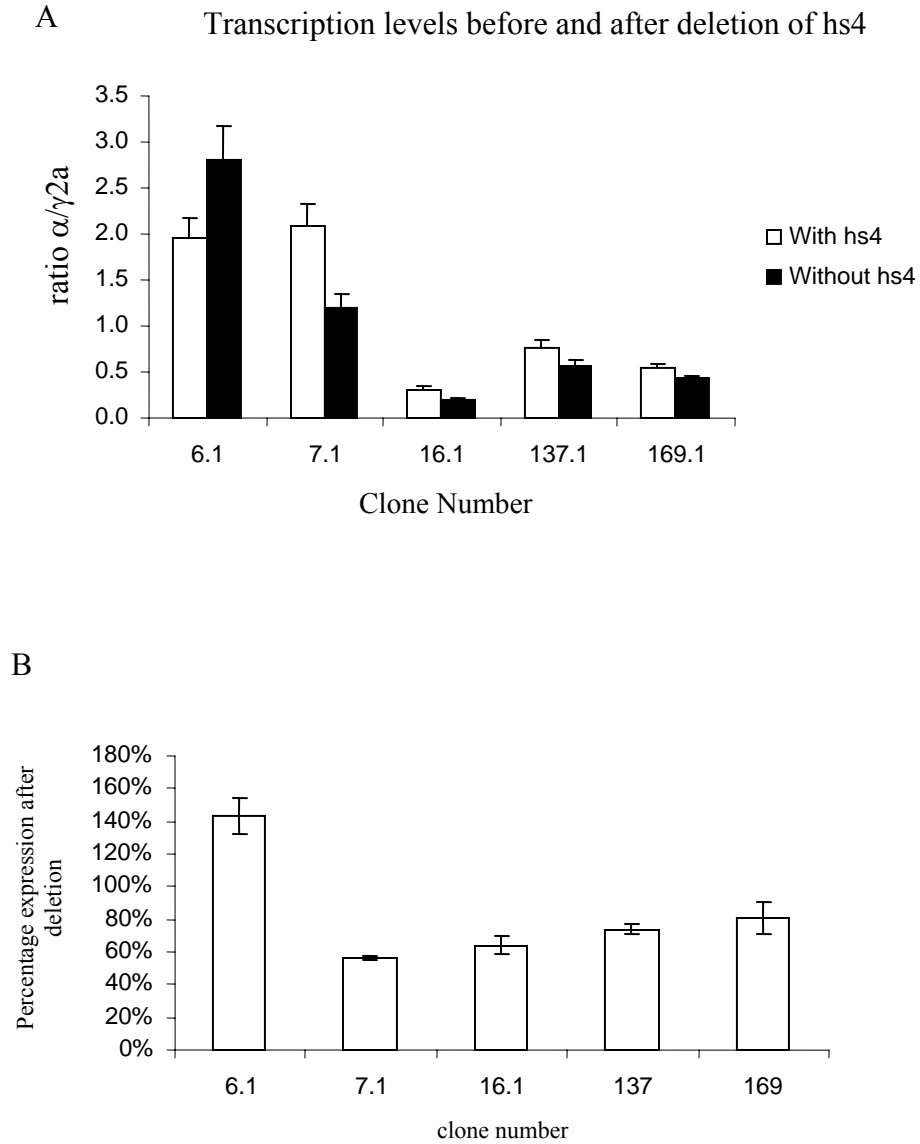 A
Transcription levels before and after deletion of hs4
3.5
3.0
2.5
2.0
1.5
1.0
0.5
0.0
ratio α/γ2a
With hs4
Without hs4
6.1 7.1 16.1 137.1 169.1
Clone Number
B
180%
160%
140%
120%
100%
80%
60%
40%
20%
0%
Percentage expression after
deletion
6.1 7.1 16.1 137 169
clone number